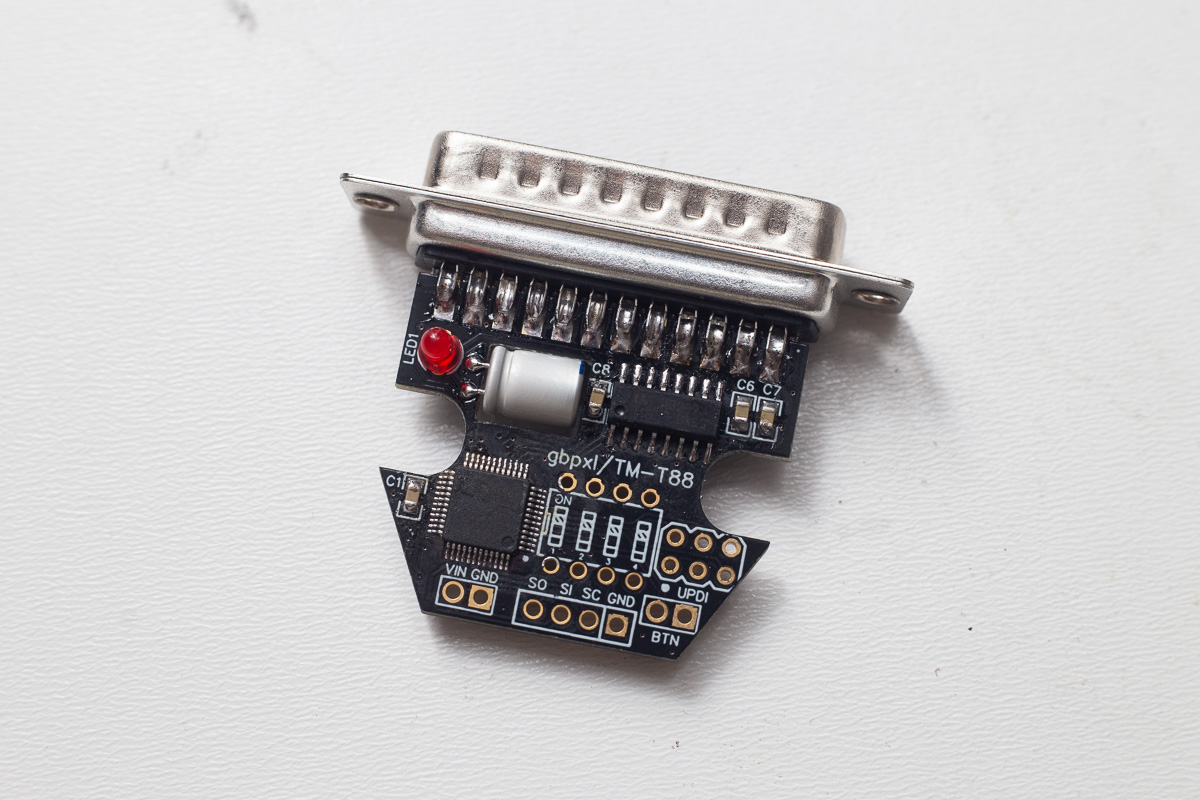 LED1
C8
C6 C7
gbpxl/TM-T88
C1
ON
1 2 3 4
VIN GND
SO SI SC GND
UPDI
BTN